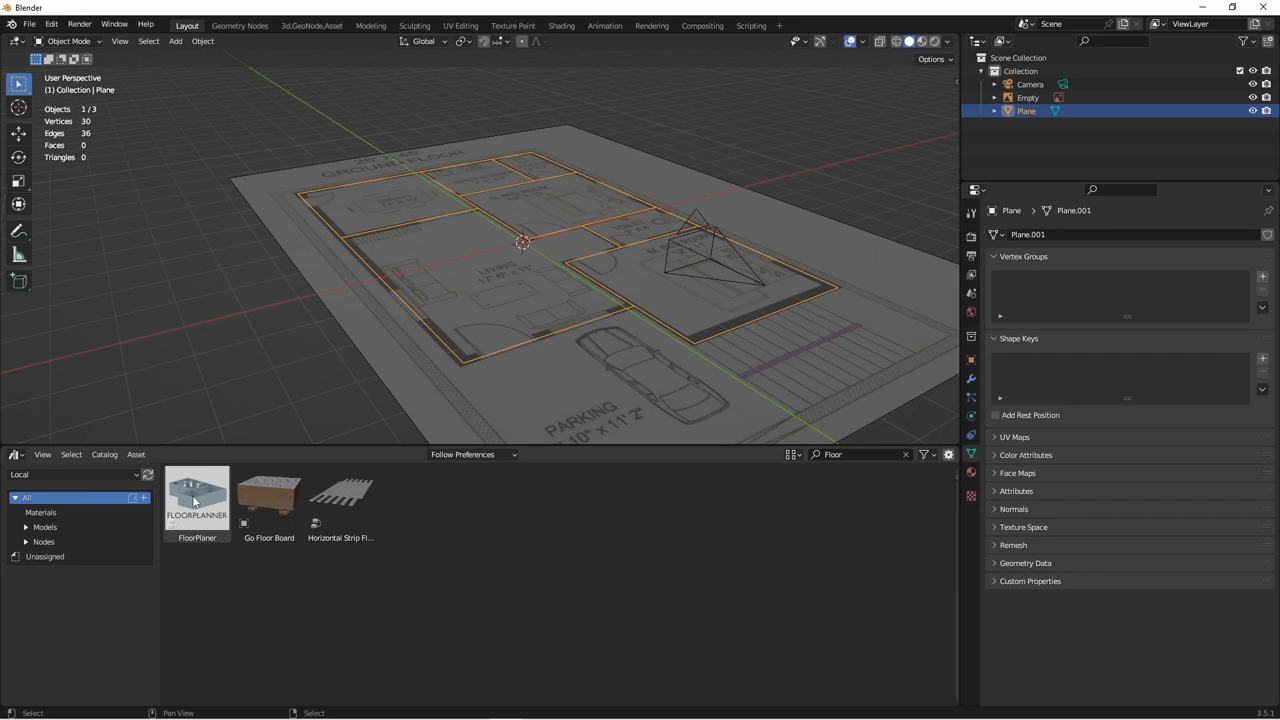 Blender
File Edit Render Window Help Layout Geometry Nodes 3d,GeoNode,Asset Modeling Sculpting UV Editing Texture Paint Shading Animation Rendering Compositing Scripting + Scene ViewLayer
Object Mode View Select Add Object Global
Options
User Perspective
(1) Collection | Plane
Objects 1 / 3
Vertices 30
Edges 36
Faces 0
Triangles 0
GROUND FLOOR
LIVING
PARKING
Scene Collection
Collection
Camera
Empty
Plane
Plane > Plane.001
Plane.001
Vertex Groups
Shape Keys
Add Rest Position
UV Maps
Color Attributes
Face Maps
Attributes
Normals
Texture Space
Remesh
Geometry Data
Custom Properties
View Select Catalog Asset Follow Preferences Floor
Local
All
Materials
Models
Nodes
Unassigned
FLOORPLANNER
FloorPlaner
Go Floor Board
Horizontal Strip Fl...
Select Pan View Select 3.5.1